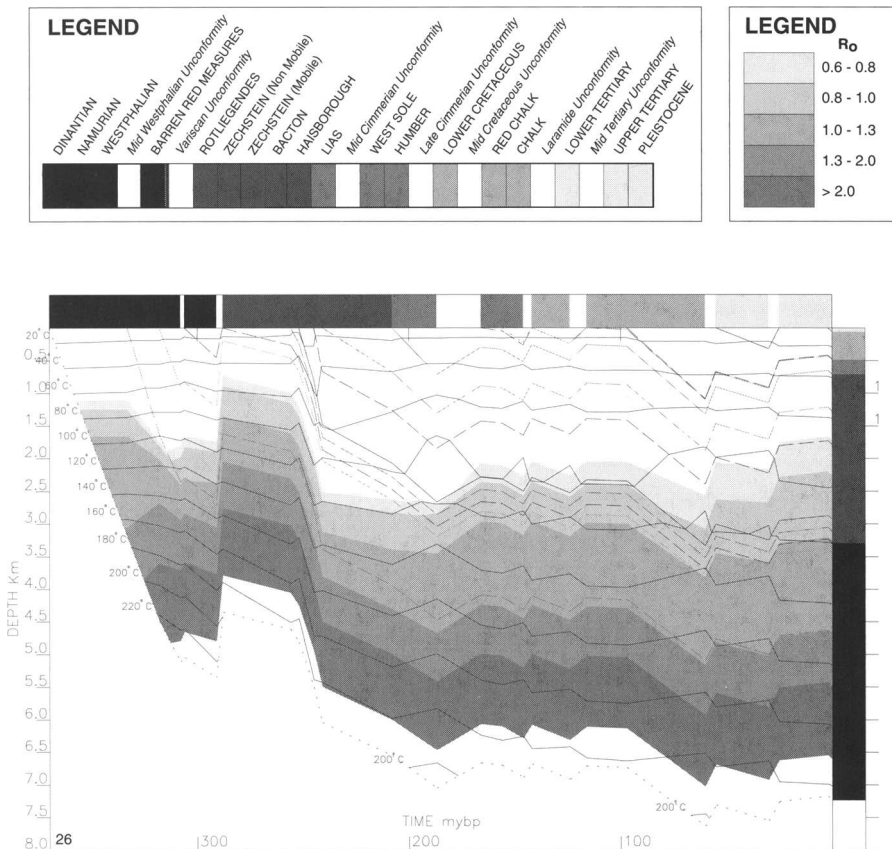 LEGEND
DINANTIAN
NAMURIAN
WESTPHALIAN
Mid Westphalian Unconformity
BARREN RED MEASURES
Variscan Unconformity
ROTLIEGENDES
ZECHSTEIN (Non Mobile)
ZECHSTEIN (Mobile)
BACTON
HAISBOROUGH
LIAS
Mid Cimmerian Unconformity
WEST SOLE
HUMBER
Late Cimmerian Unconformity
LOWER CRETACEOUS
Mid Cretaceous Unconformity
RED CHALK
CHALK
Laramide Unconformity
LOWER TERTIARY
Mid Tertiary Unconformity
UPPER TERTIARY
PLEISTOCENE
LEGEND
Ro
0.6 - 0.8
0.8 - 1.0
1.0 - 1.3
1.3 - 2.0
> 2.0
20°C
0.5
40°C
1.0
60°C
80°C
1.5
100°C
2.0
120°C
2.5
140°C
3.0
160°C
180°C
3.5
200°C
4.0
220°C
4.5
5.0
5.5
6.0
6.5
7.0
7.5
8.0
DEPTH Km
200°C
200°C
TIME mybp
26
300
200
100
1
1